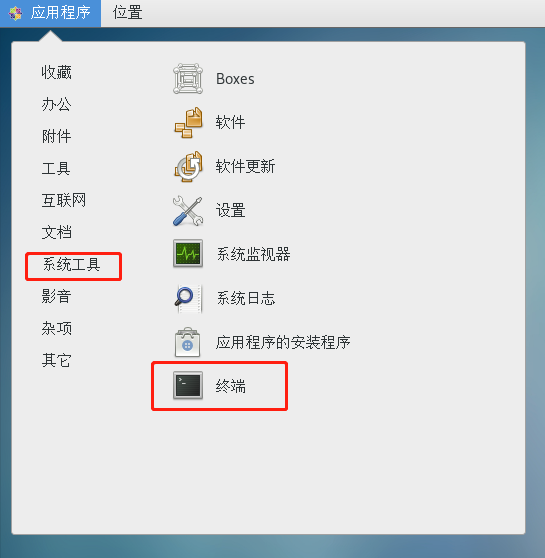 应用程序 位置
收藏
办公
附件
工具
互联网
文档
系统工具
影音
杂项
其它
Boxes
软件
软件更新
设置
系统监视器
系统日志
应用程序的安装程序
终端